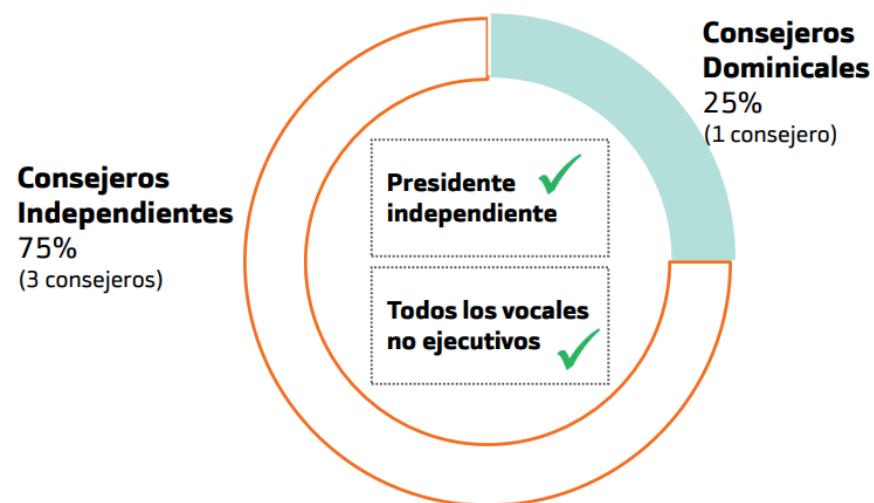 Consejeros
Dominicales
25%
(1 consejero)
Consejeros
Independientes
75%
(3 consejeros)
Presidente
independiente
Todos los vocales
no ejecutivos